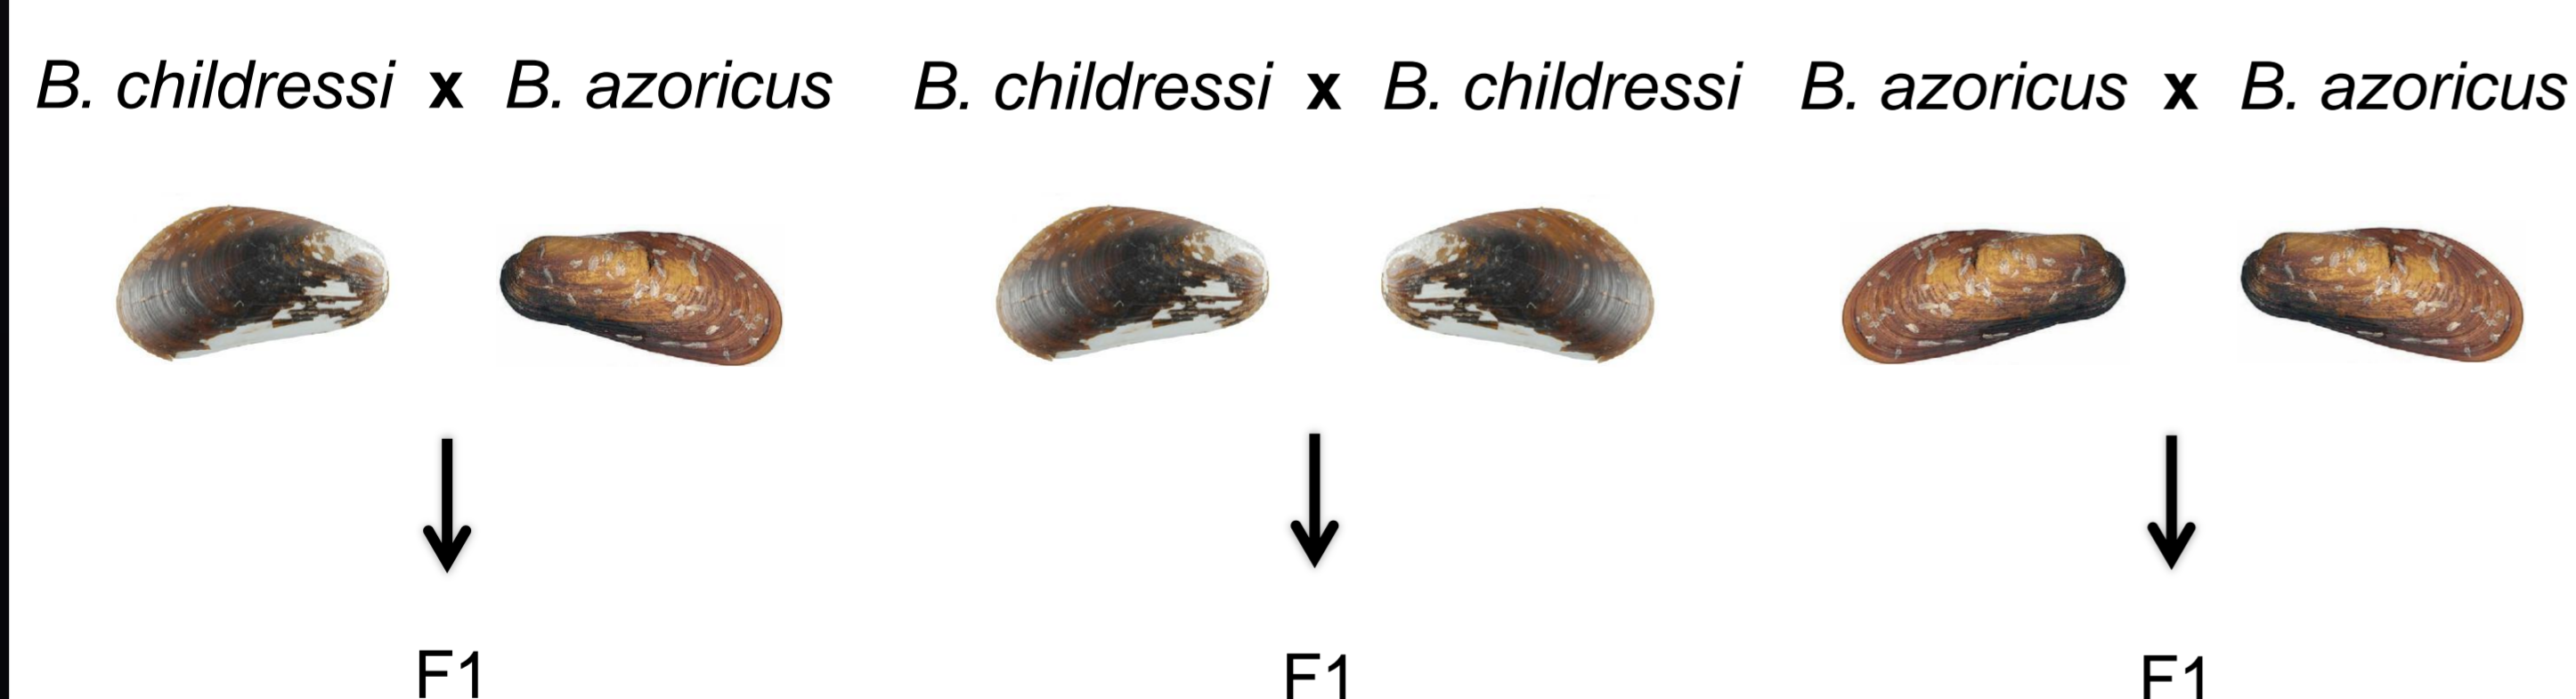 B. childressi x B. azoricus
B. childressi x B. childressi
B. azoricus x B. azoricus
F1
F1
F1